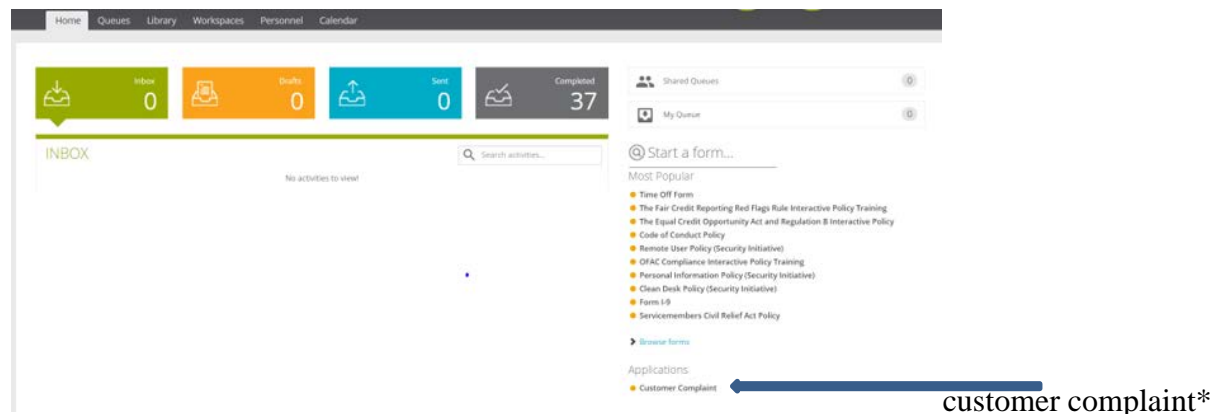 Home Queues Library Workspaces Personnel Calendar
Inbox
0
Drafts
0
Sent
0
Completed
37
INBOX
Search activities...
No activities to view!
Shared Queues 0
My Queue 0
Start a form...
Most Popular
Time Off Form
The Fair Credit Reporting Red Flags Rule Interactive Policy Training
The Equal Credit Opportunity Act and Regulation B Interactive Policy
Code of Conduct Policy
Remote User Policy (Security Initiative)
OFAC Compliance Interactive Policy Training
Personal Information Policy (Security Initiative)
Clean Desk Policy (Security Initiative)
Form I-9
Servicemembers Civil Relief Act Policy
Browse forms
Applications
Customer Complaint
customer complaint*